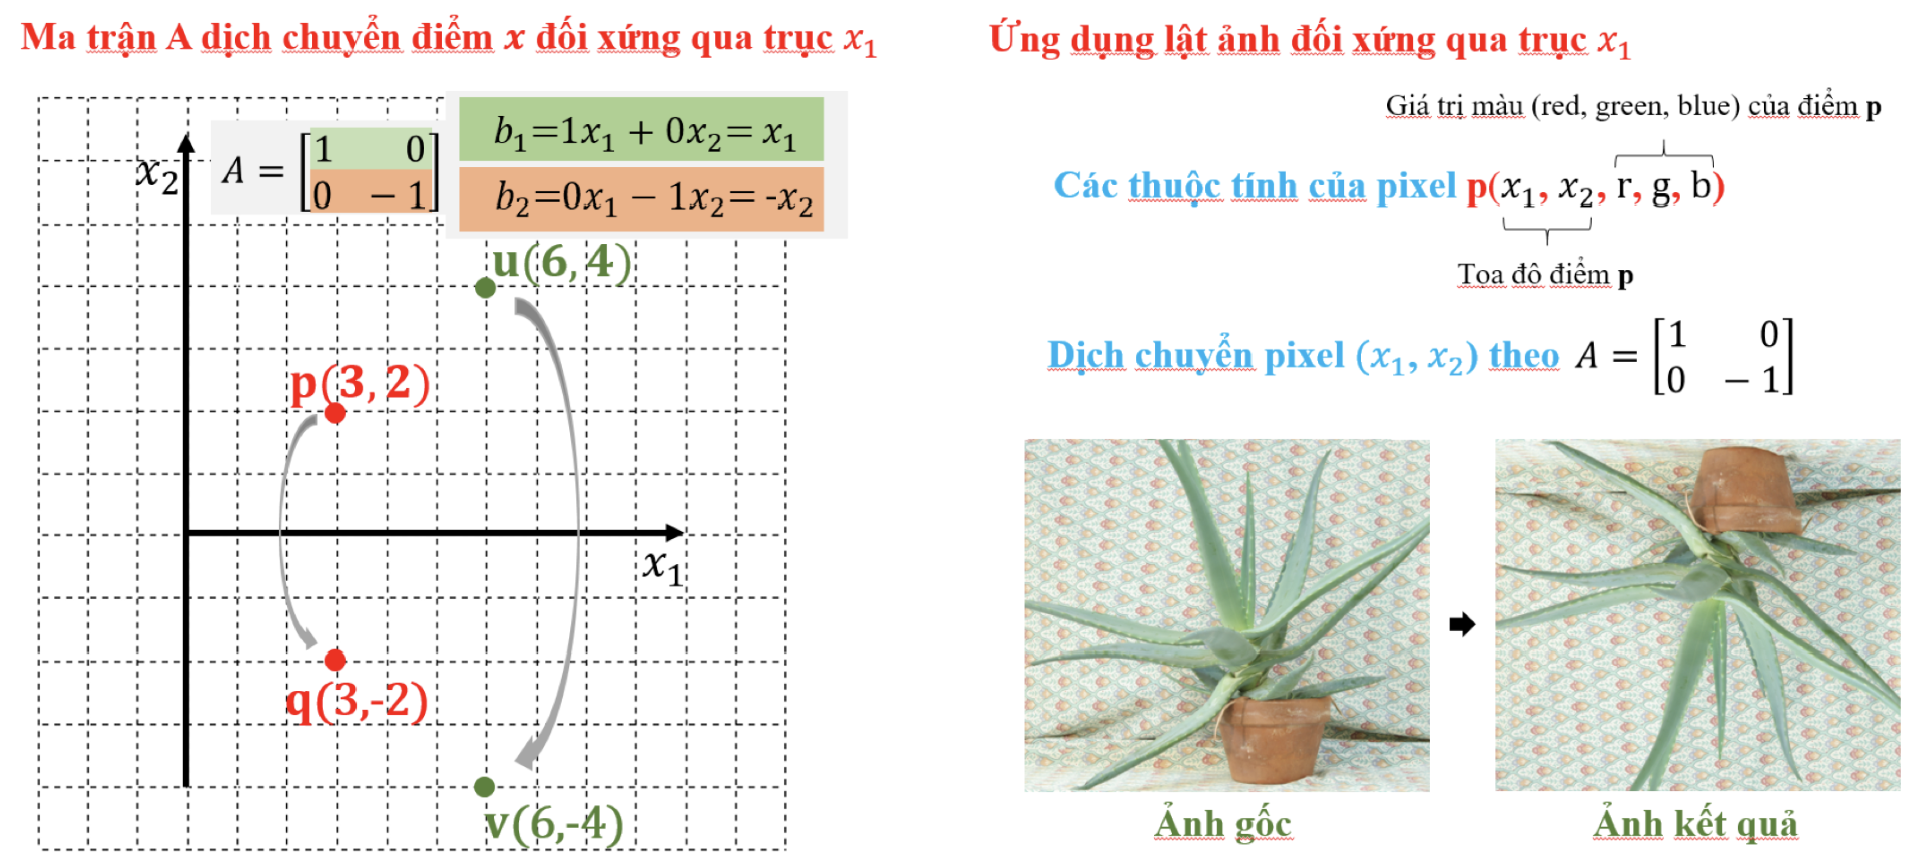 Ma trận A dịch chuyển điểm x đối xứng qua trục x₁
x₂
A = [1 0
0 −1]
b₁=1x₁ + 0x₂= x₁
b₂=0x₁ − 1x₂= -x₂
u(6,4)
p(3,2)
x₁
q(3,-2)
v(6,-4)
Ứng dụng lật ảnh đối xứng qua trục x₁
Giá trị màu (red, green, blue) của điểm p
Các thuộc tính của pixel p(x₁, x₂, r, g, b)
Tọa độ điểm p
Dịch chuyển pixel (x₁, x₂) theo A = [1 0
0 −1]
Ảnh gốc
Ảnh kết quả